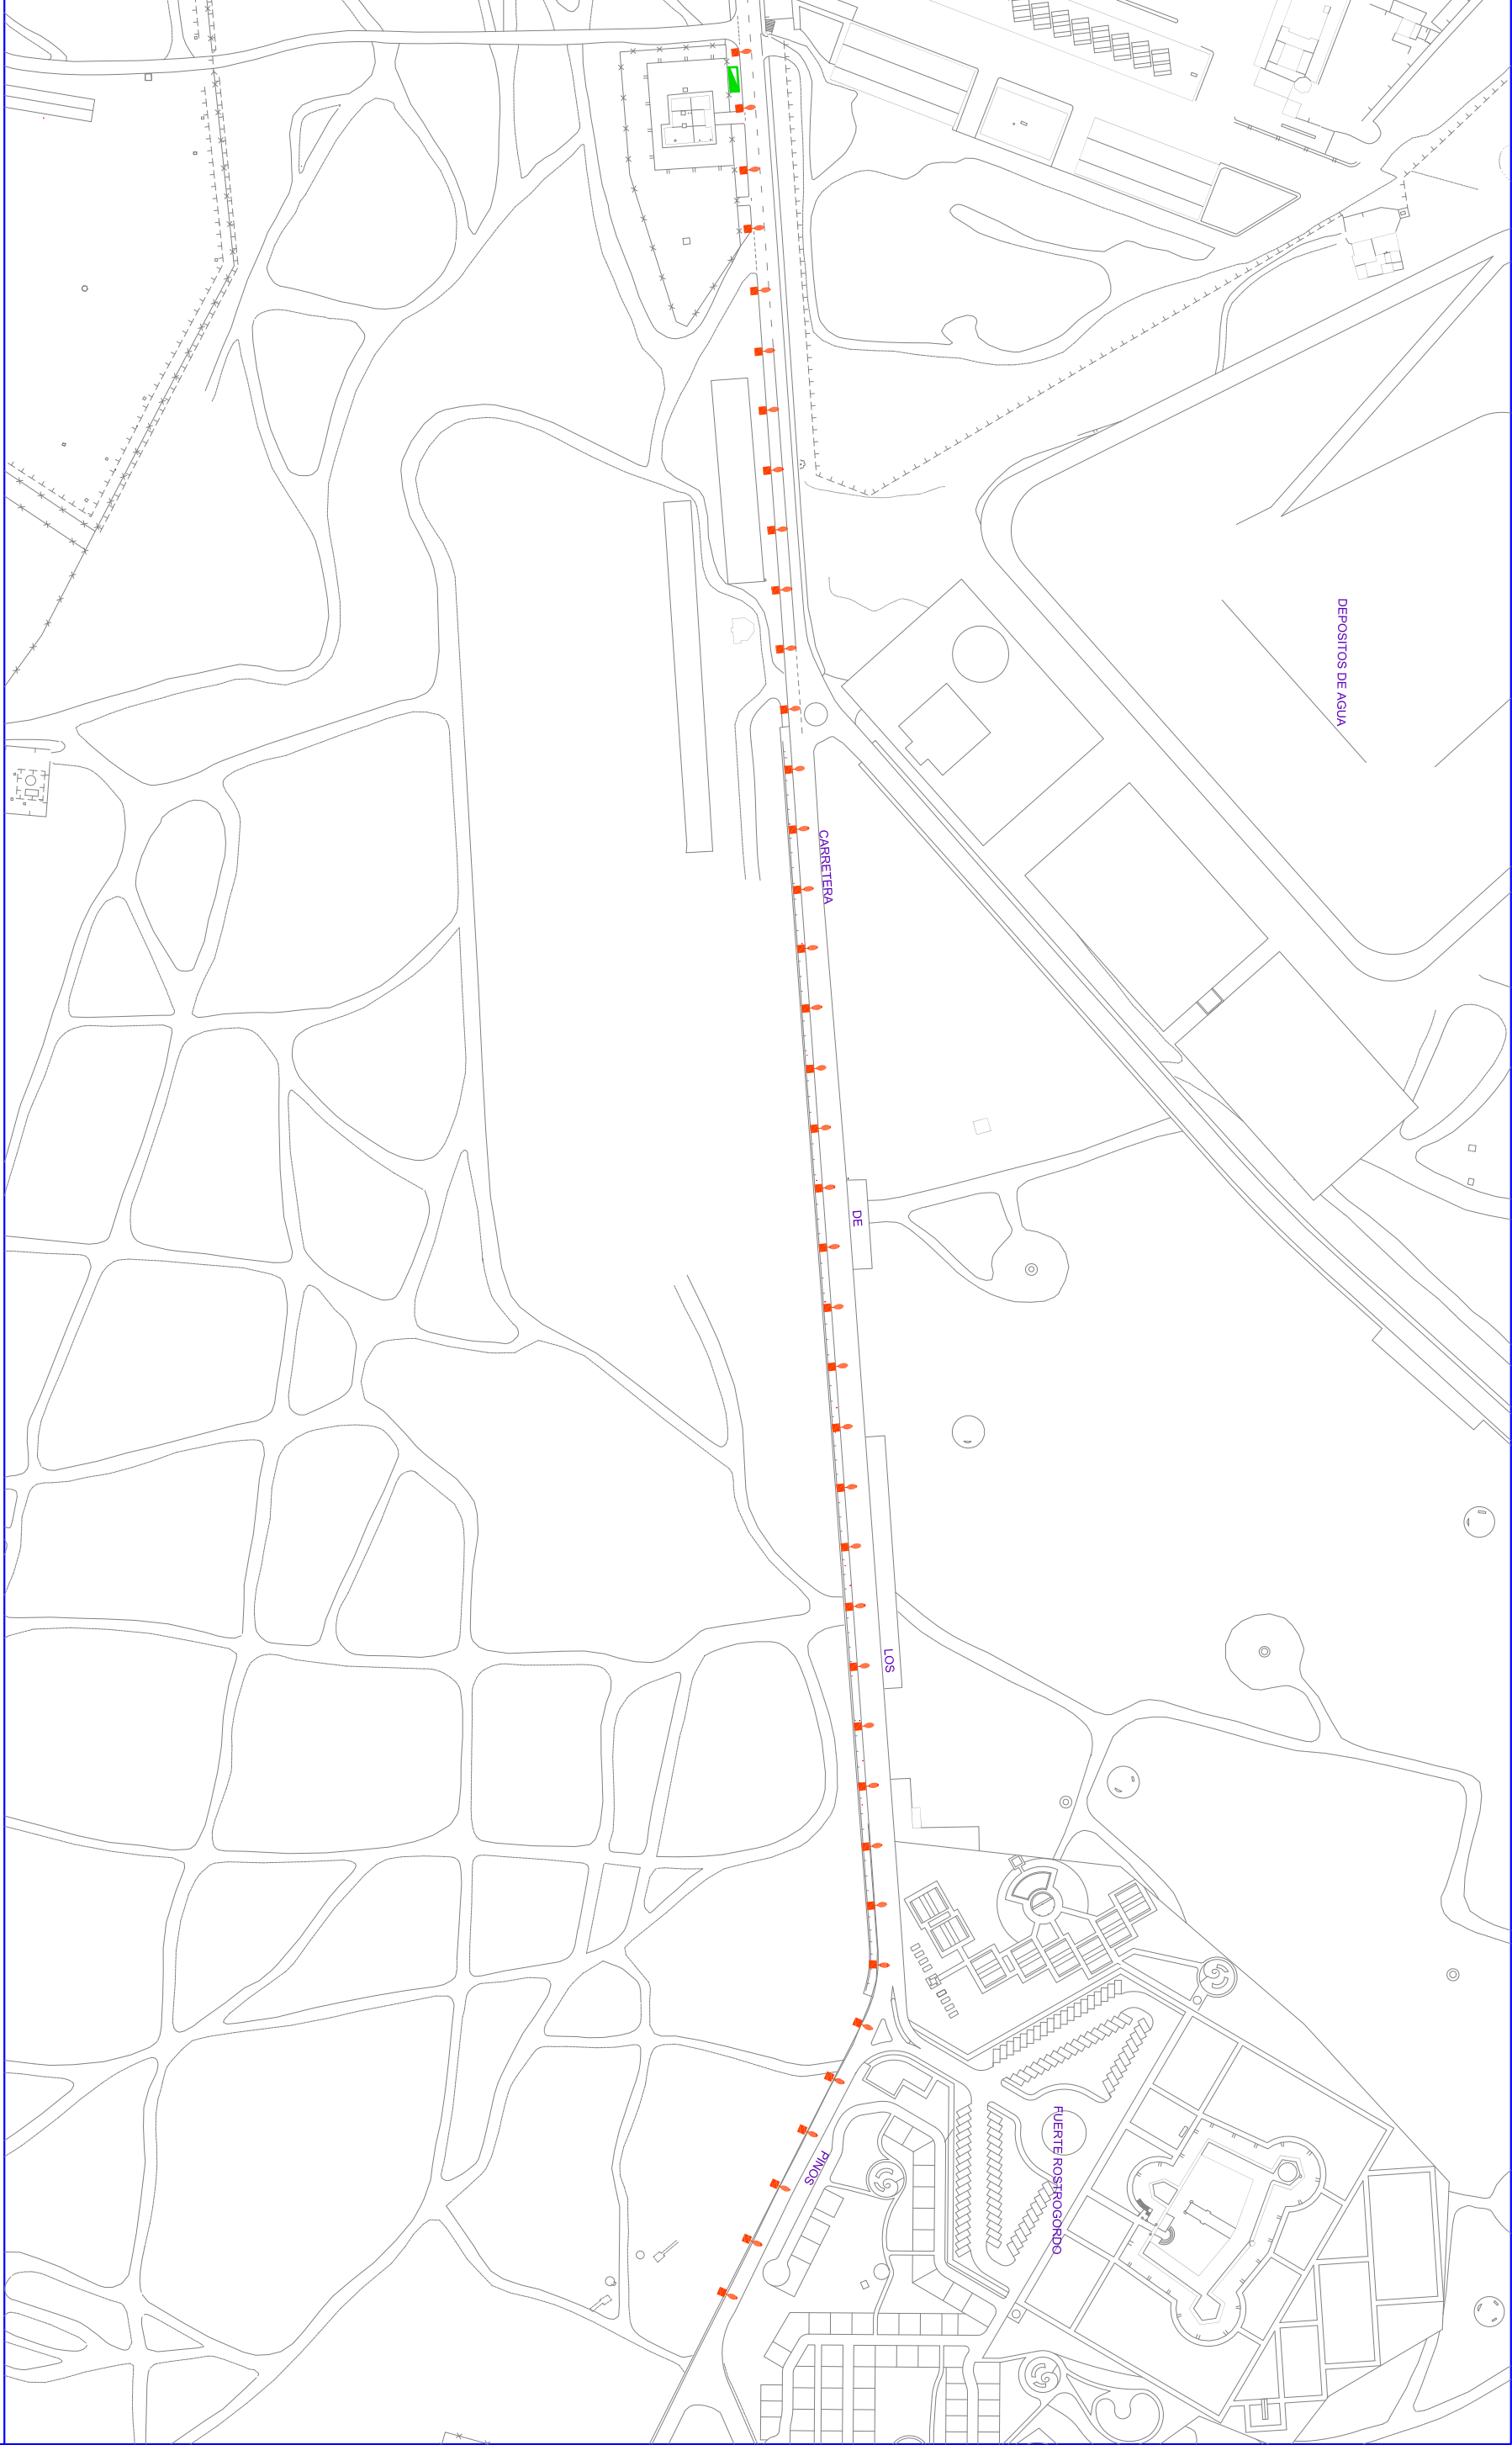 DEPOSITOS DE AGUA
CARRETERA
DE
LOS
PINOS
FUERTE ROSTROGORDO